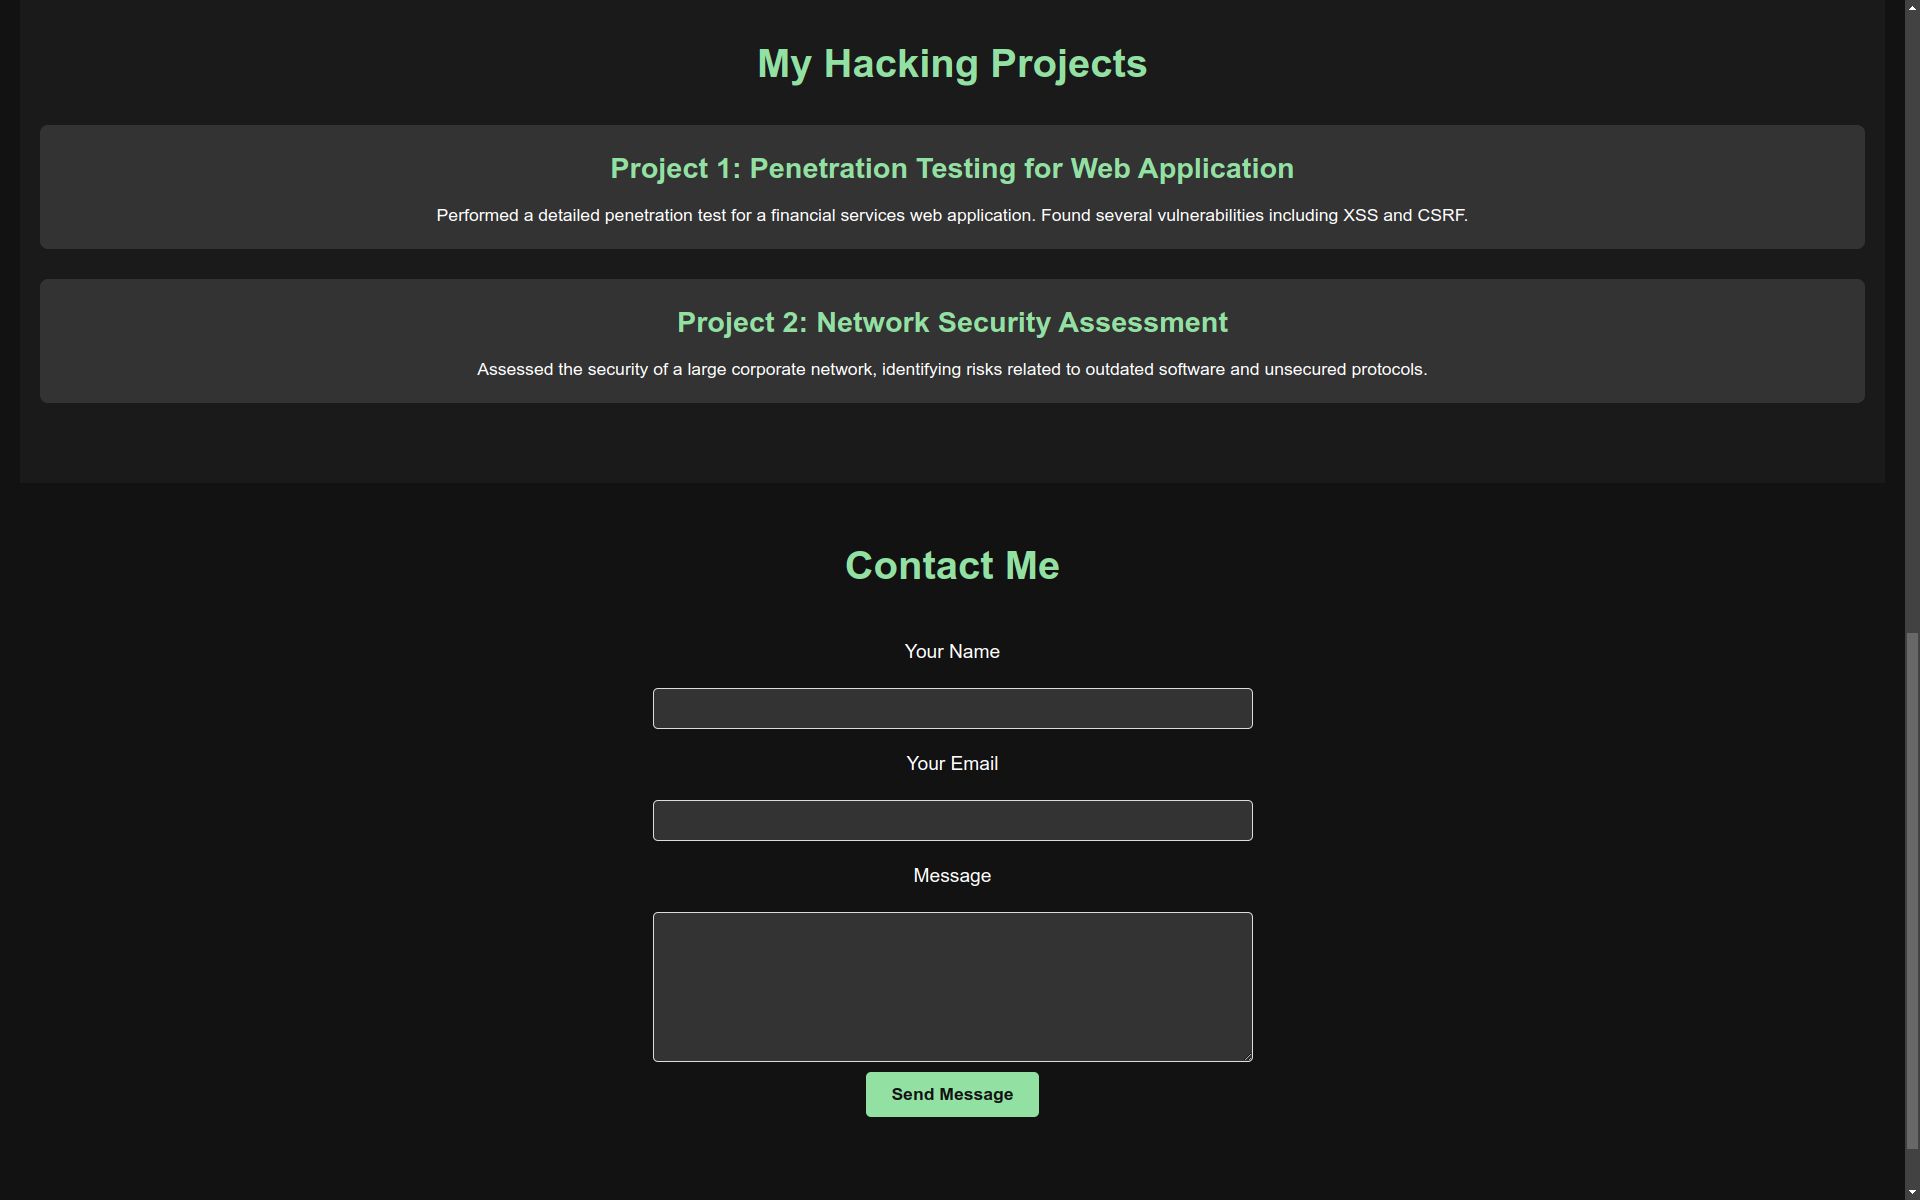 My Hacking Projects
Project 1: Penetration Testing for Web Application
Performed a detailed penetration test for a financial services web application. Found several vulnerabilities including XSS and CSRF.
Project 2: Network Security Assessment
Assessed the security of a large corporate network, identifying risks related to outdated software and unsecured protocols.
Contact Me
Your Name
Your Email
Message
Send Message